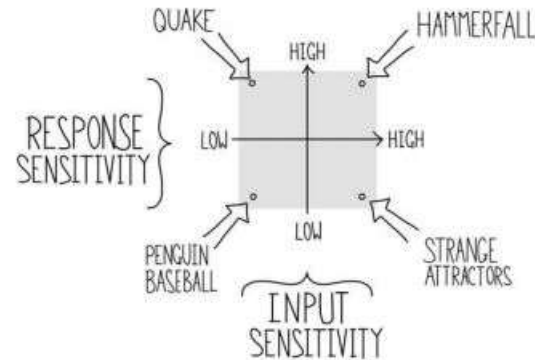 QUAKE
HAMMERFALL
HIGH
RESPONSE
SENSITIVITY
LOW
HIGH
LOW
PENGUIN
BASEBALL
STRANGE
ATTRACTORS
INPUT
SENSITIVITY